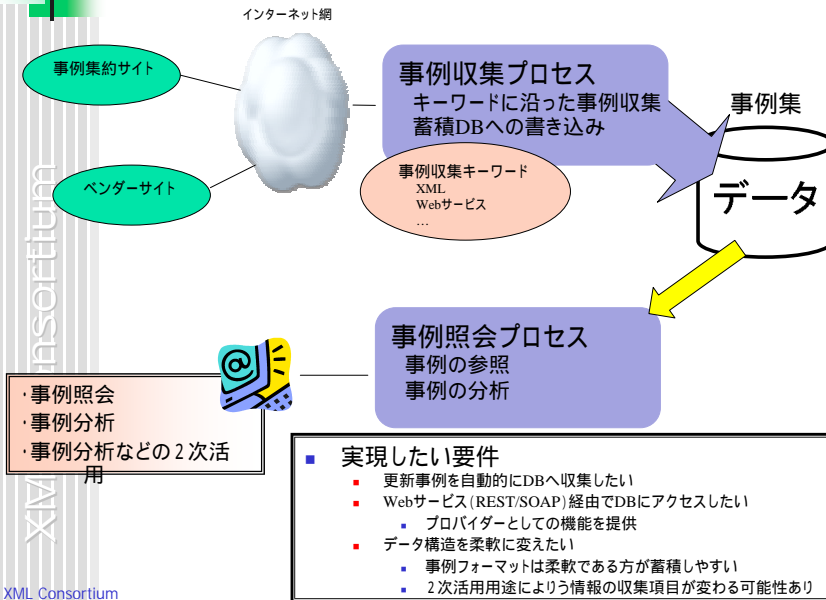 インターネット網
事例集約サイト
ベンダーサイト
事例収集プロセス
キーワードに沿った事例収集
蓄積DBへの書き込み
事例収集キーワード
XML
Webサービス
…
事例集
データ
事例照会プロセス
事例の参照
事例の分析
・事例照会
・事例分析
・事例分析などの2次活
用
■ 実現したい要件
■ 更新事例を自動的にDBへ収集したい
■ Webサービス(REST/SOAP)経由でDBにアクセスしたい
■ プロバイダーとしての機能を提供
■ データ構造を柔軟に変えたい
■ 事例フォーマットは柔軟である方が蓄積しやすい
■ 2次活用用途によりう情報の収集項目が変わる可能性あり
XML Consortium
XML Consortium